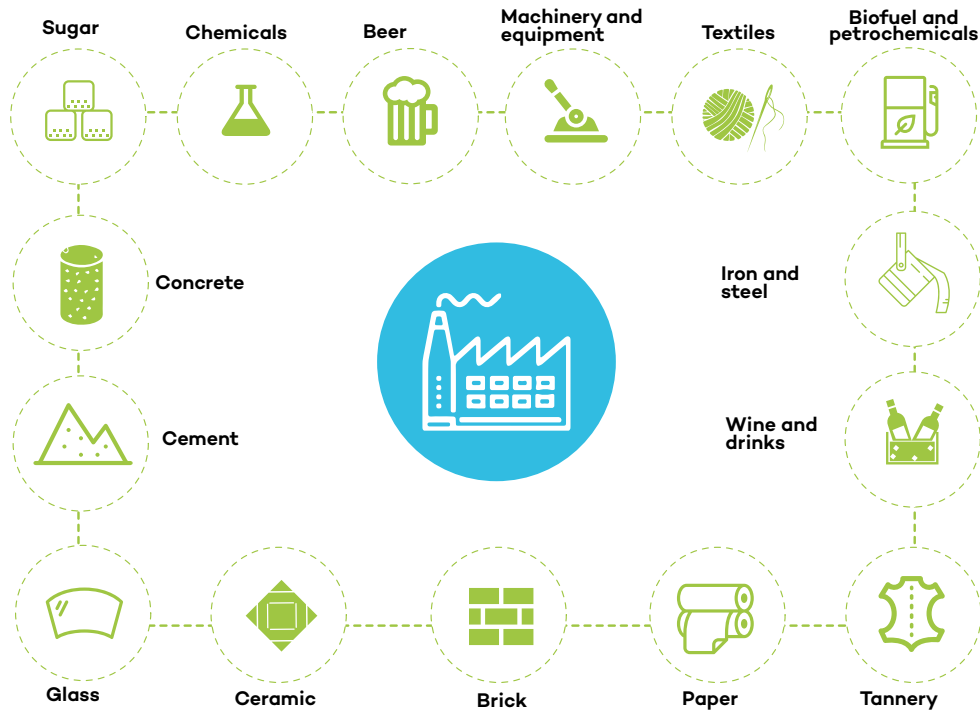 Sugar
Chemicals
Beer
Machinery and
equipment
Textiles
Biofuel and
petrochemicals
Concrete
Iron and
steel
Cement
Wine and
drinks
Glass
Ceramic
Brick
Paper
Tannery